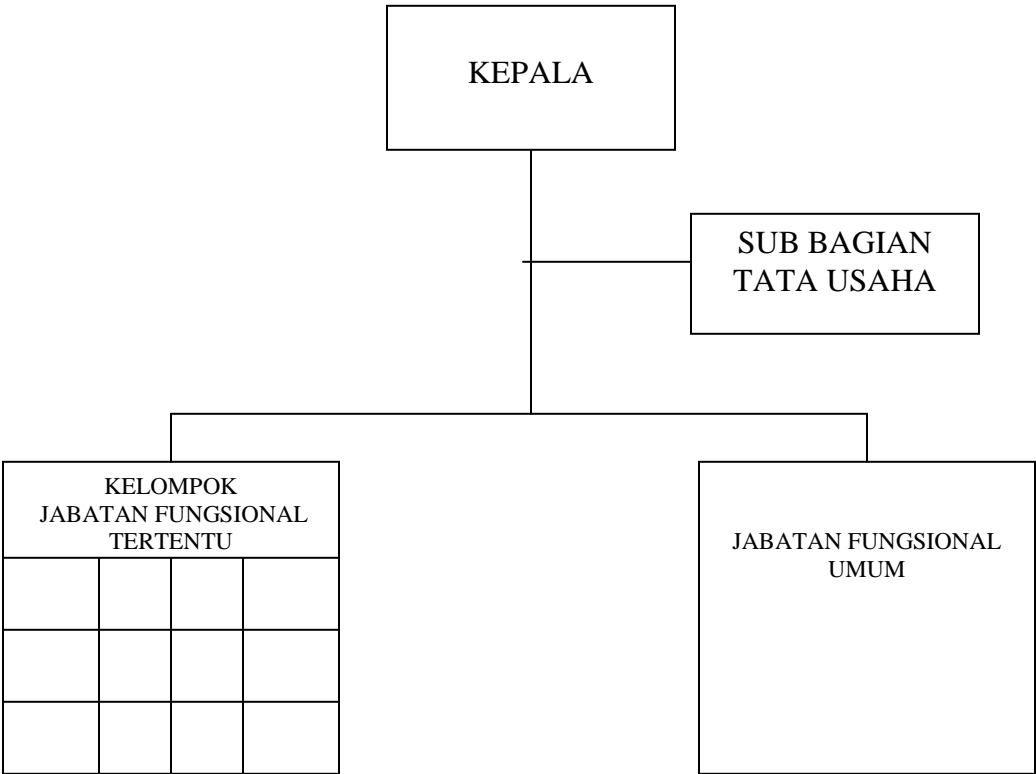 KEPALA
SUB BAGIAN
TATA USAHA
KELOMPOK
JABATAN FUNGSIONAL
TERTENTU
JABATAN FUNGSIONAL
UMUM